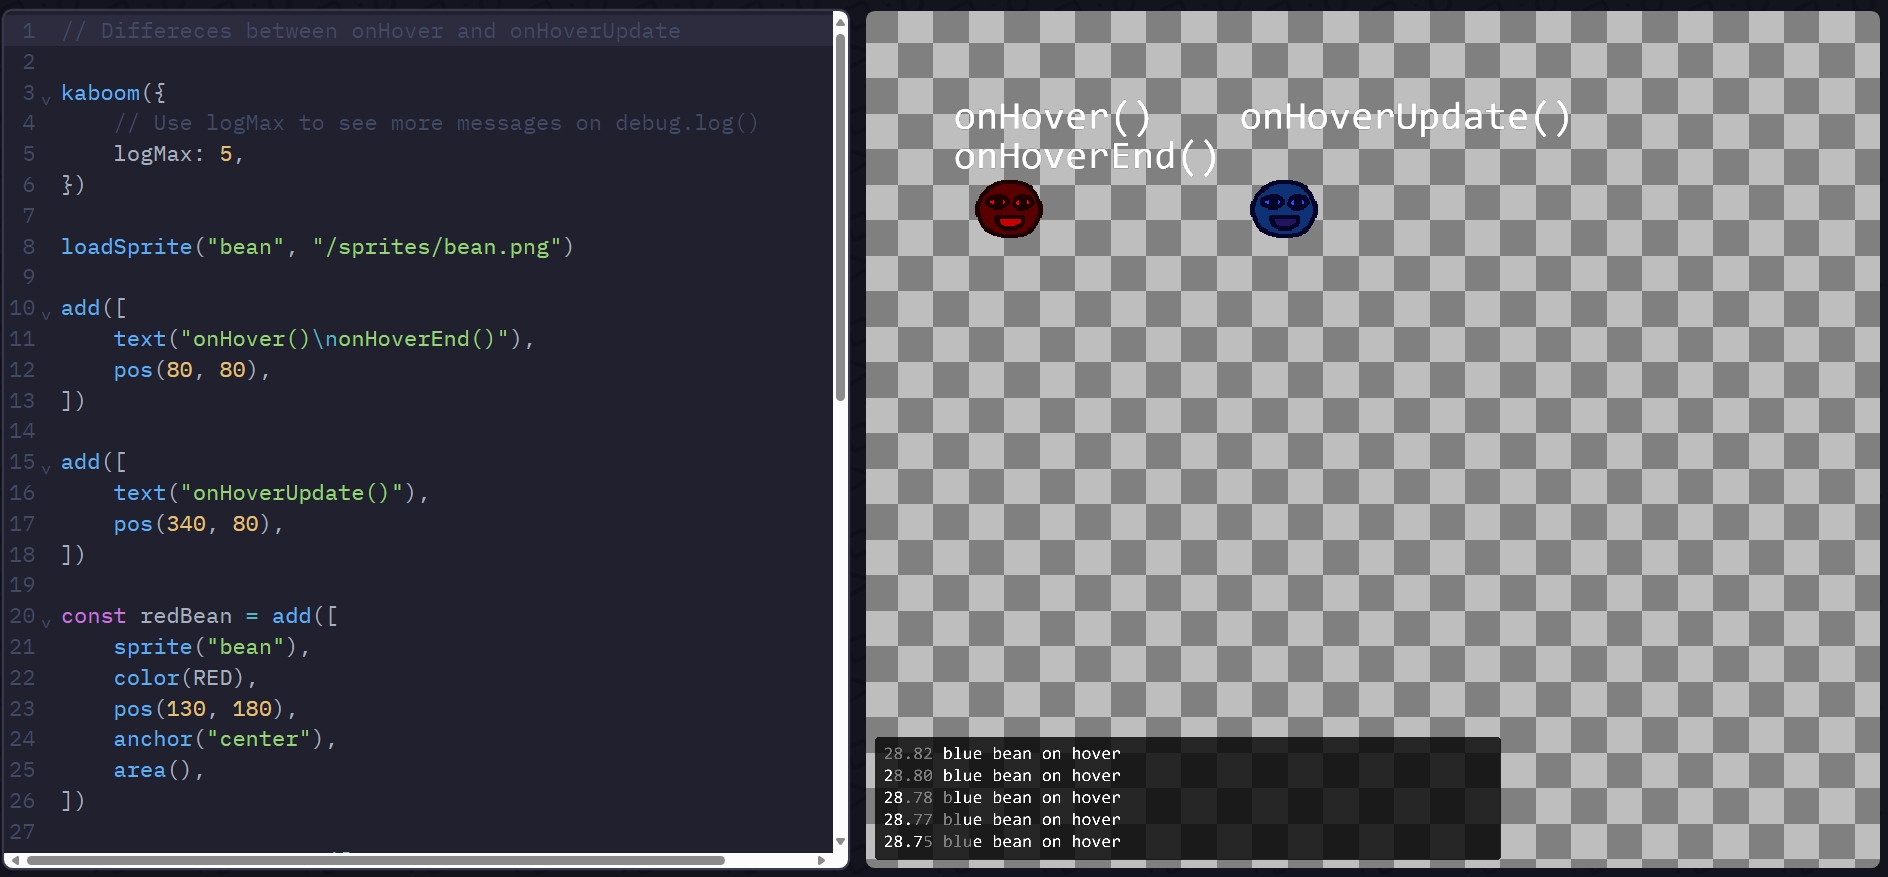 1 // Differeces between onHover and onHoverUpdate
2
3 kaboom({
4 // Use logMax to see more messages on debug.log()
5 logMax: 5,
6 })
7
8 loadSprite("bean", "/sprites/bean.png")
9
10 add([
11 text("onHover()\nonHoverEnd()"),
12 pos(80, 80),
13 ])
14
15 add([
16 text("onHoverUpdate()"),
17 pos(340, 80),
18 ])
19
20 const redBean = add([
21 sprite("bean"),
22 color(RED),
23 pos(130, 180),
24 anchor("center"),
25 area(),
26 ])
27
onHover()
onHoverEnd()
onHoverUpdate()
28.82 blue bean on hover
28.80 blue bean on hover
28.78 blue bean on hover
28.77 blue bean on hover
28.75 blue bean on hover